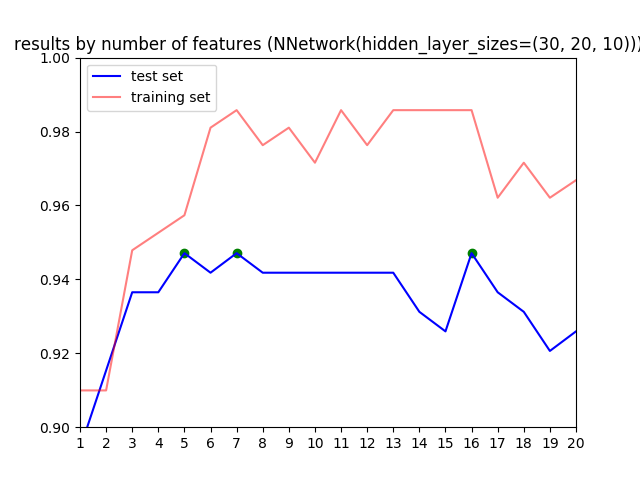 results by number of features (NNetwork(hidden_layer_sizes=(30, 20, 10)))
1.00
test set
training set
0.98
0.96
0.94
0.92
0.90
1 2 3 4 5 6 7 8 9 10 11 12 13 14 15 16 17 18 19 20